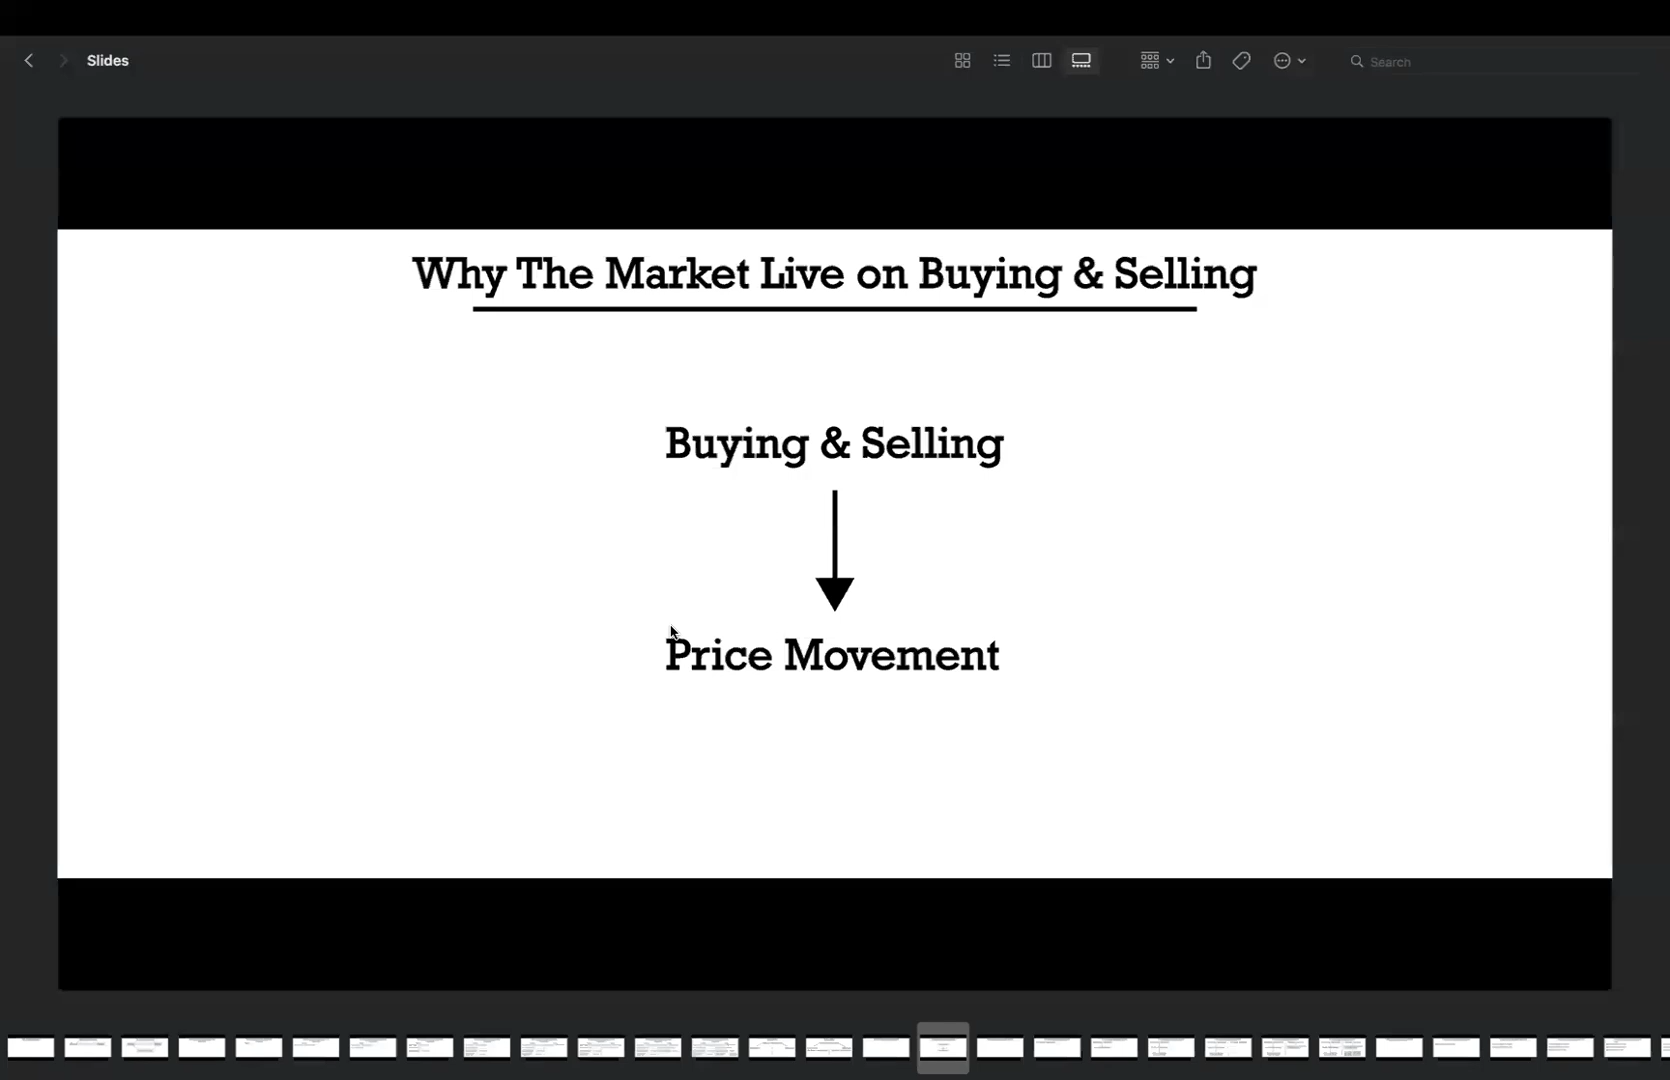 Slides
Search
Why The Market Live on Buying & Selling
Buying & Selling
Price Movement